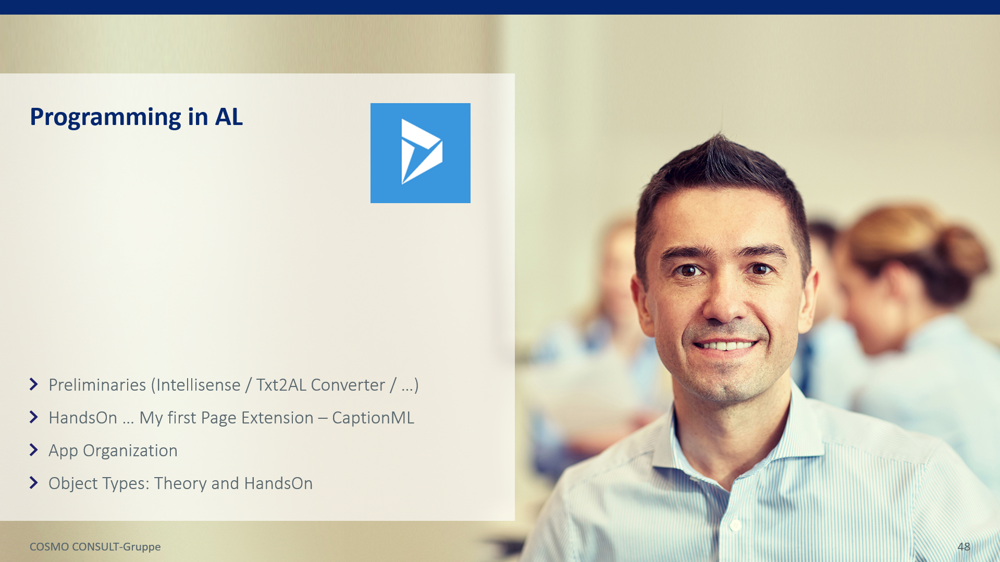 Programming in AL
Preliminaries (Intellisense / Txt2AL Converter / ...)
HandsOn ... My first Page Extension – CaptionML
App Organization
Object Types: Theory and HandsOn
COSMO CONSULT-Gruppe
48